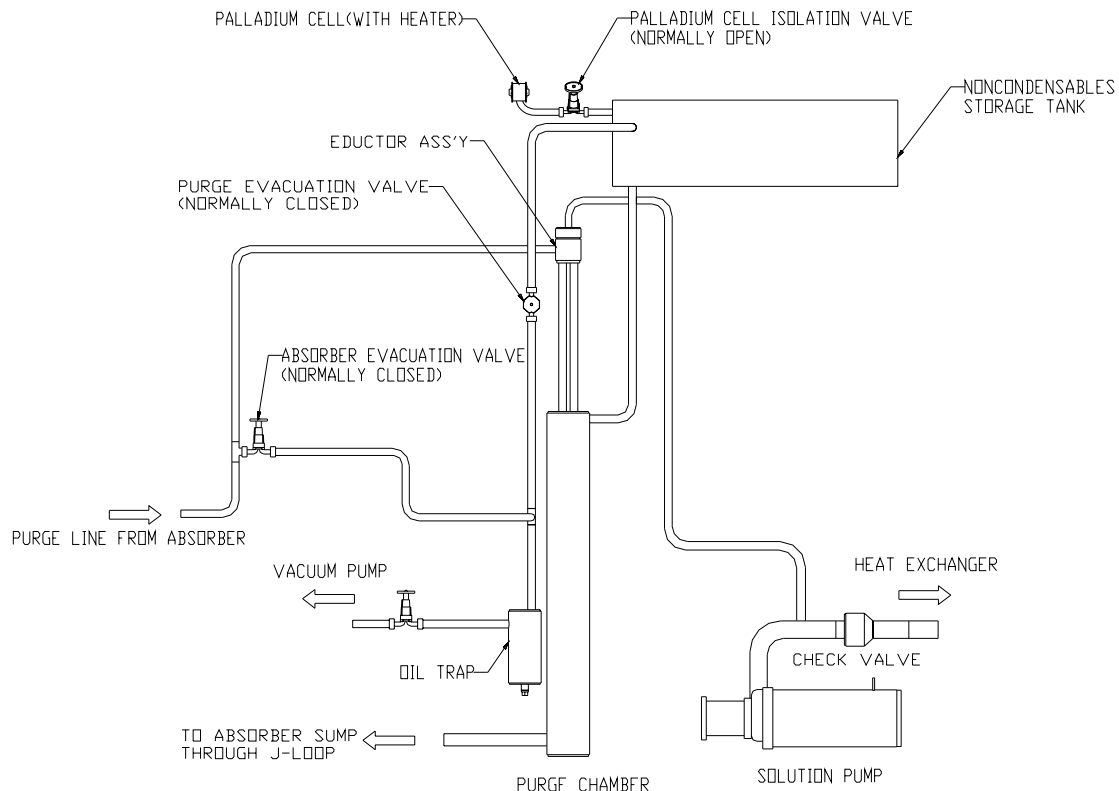 PALLADIUM CELL(WITH HEATER)
PALLADIUM CELL ISOLATION VALVE
(NORMALLY OPEN)
NONCONDENSABLES
STORAGE TANK
EDUCTOR ASS'Y
PURGE EVACUATION VALVE
(NORMALLY CLOSED)
ABSORBER EVACUATION VALVE
(NORMALLY CLOSED)
PURGE LINE FROM ABSORBER
VACUUM PUMP
HEAT EXCHANGER
OIL TRAP
CHECK VALVE
TO ABSORBER SUMP
THROUGH J-LOOP
PURGE CHAMBER
SOLUTION PUMP